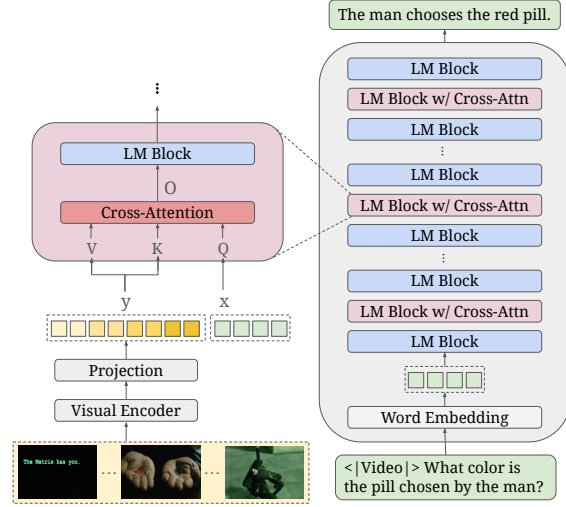 The man chooses the red pill.
LM Block
LM Block w/ Cross-Attn
LM Block
...
LM Block
LM Block w/ Cross-Attn
LM Block
...
LM Block
LM Block w/ Cross-Attn
LM Block
Word Embedding
<|Video|> What color is
the pill chosen by the man?
...
LM Block
O
Cross-Attention
V K Q
y x
Projection
Visual Encoder
The Matrix has you.
... ...